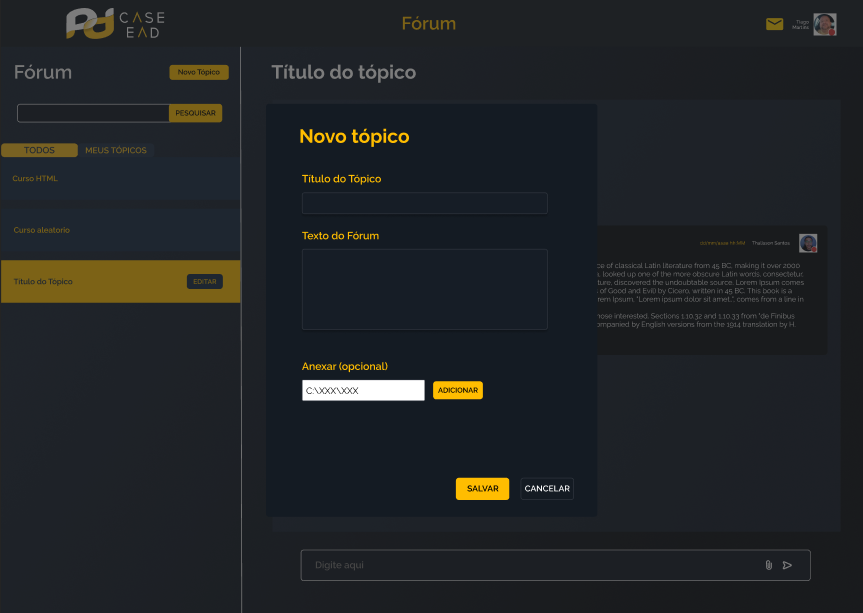 CASE
EAD
Fórum
Tiago
Martins
Fórum
Novo Tópico
PESQUISAR
TODOS
MEUS TÓPICOS
Curso HTML
Curso aleatorio
Título do Tópico
EDITAR
Título do tópico
Novo tópico
Título do Tópico
Texto do Fórum
Anexar (opcional)
C:\XXX\XXX
ADICIONAR
SALVAR
CANCELAR
Thalisson Santos
ce of classical Latin literature from 45 BC, making it over 2000
, looked up one of the more obscure Latin words, consectetur,
ture, discovered the undoubtable source. Lorem Ipsum comes
of Good and Evil) by Cicero, written in 45 BC. This book is a
rem Ipsum, "Lorem ipsum dolor sit amet..", comes from a line in
hose interested. Sections 1.10.32 and 1.10.33 from "de Finibus
ompanied by English versions from the 1914 translation by H.
Digite aqui